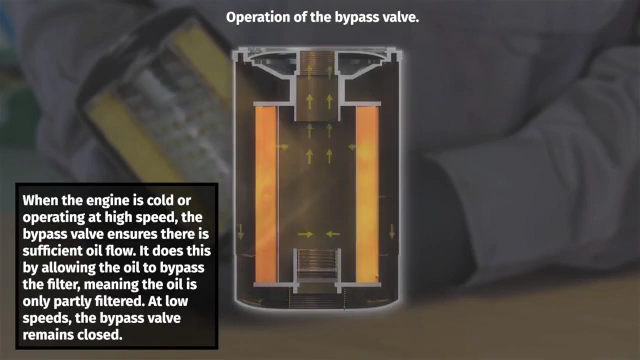 Operation of the bypass valve.
When the engine is cold or
operating at high speed, the
bypass valve ensures there is
sufficient oil flow. It does this
by allowing the oil to bypass
the filter, meaning the oil is
only partly filtered. At low
speeds, the bypass valve
remains closed.